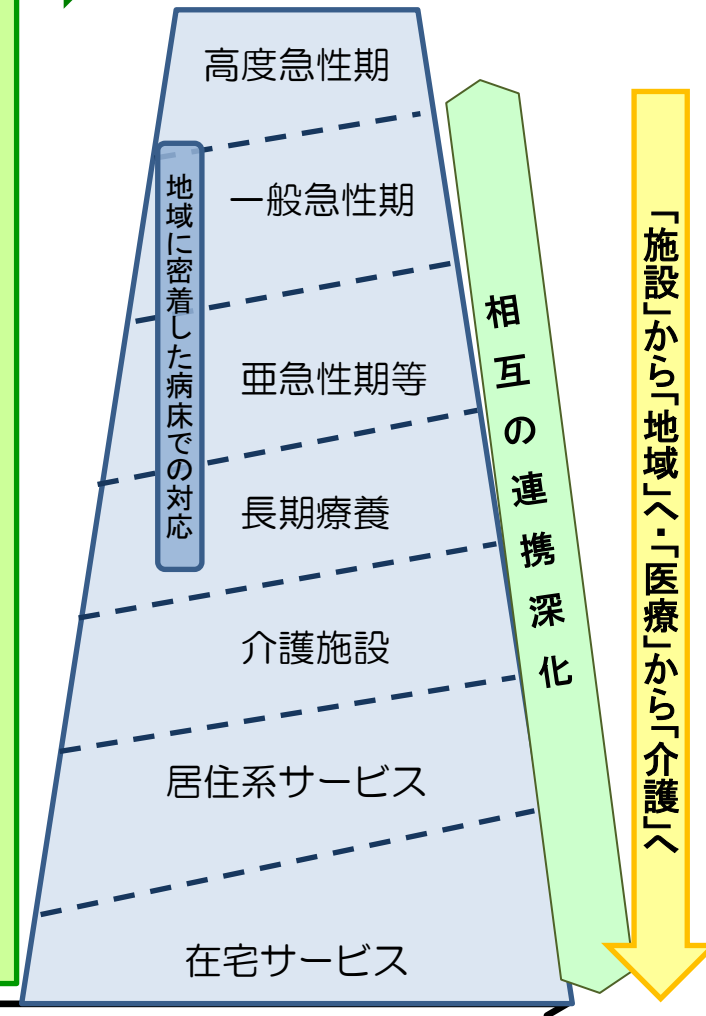 高度急性期
一般急性期
亜急性期等
長期療養
介護施設
居住系サービス
在宅サービス
地域に密着した病床での対応
相互の連携深化
「施設」から「地域」へ・「医療」から「介護」へ